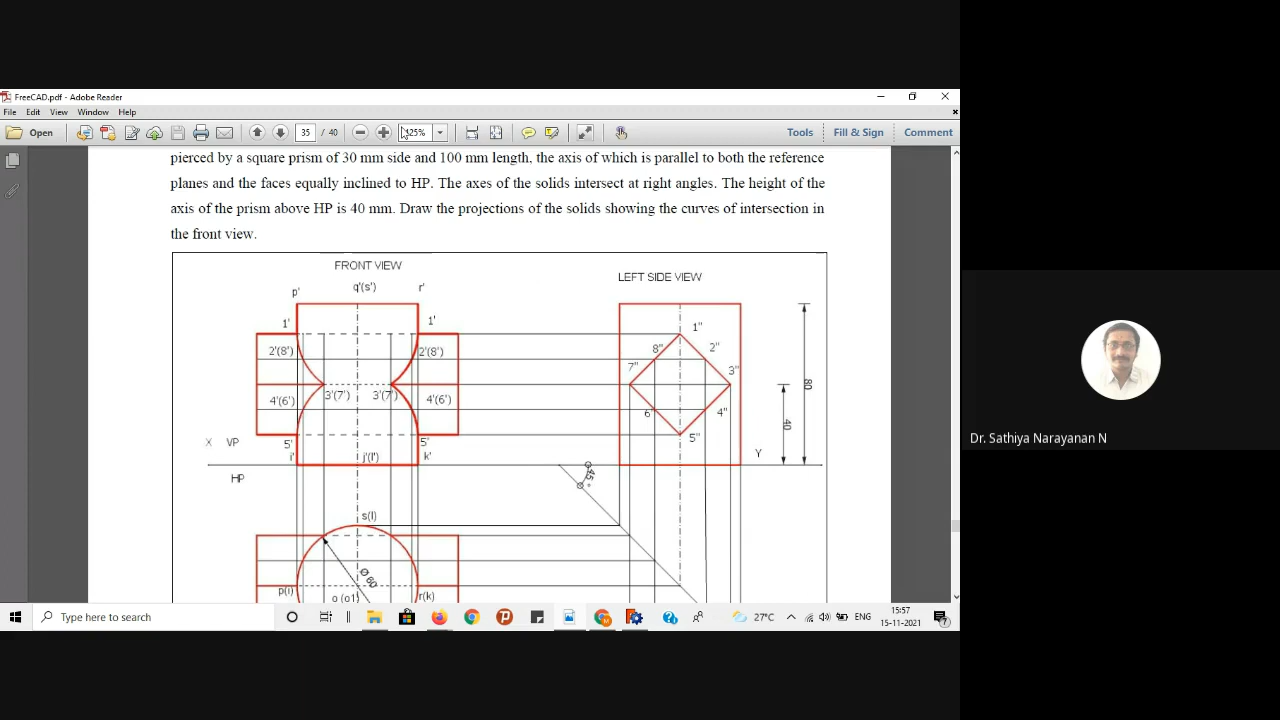 FreeCAD.pdf - Adobe Reader
File Edit View Window Help
Open 35 / 40 125% Tools Fill & Sign Comment
pierced by a square prism of 30 mm side and 100 mm length, the axis of which is parallel to both the reference
planes and the faces equally inclined to HP. The axes of the solids intersect at right angles. The height of the
axis of the prism above HP is 40 mm. Draw the projections of the solids showing the curves of intersection in
the front view.
FRONT VIEW
LEFT SIDE VIEW
p' q'(s') r'
1' 1' 1"
2'(8') 2'(8') 8" 2"
7" 3"
3'(7') 3'(7') 80
4'(6') 4'(6') 6" 4" 40
X VP 5' 5' 5"
i' j'(l') k' Y
HP 45°
s(l)
Ø 60
p(i) o (o1) r(k)
Dr. Sathiya Narayanan N
Type here to search
27°C ENG 15:57
15-11-2021
7